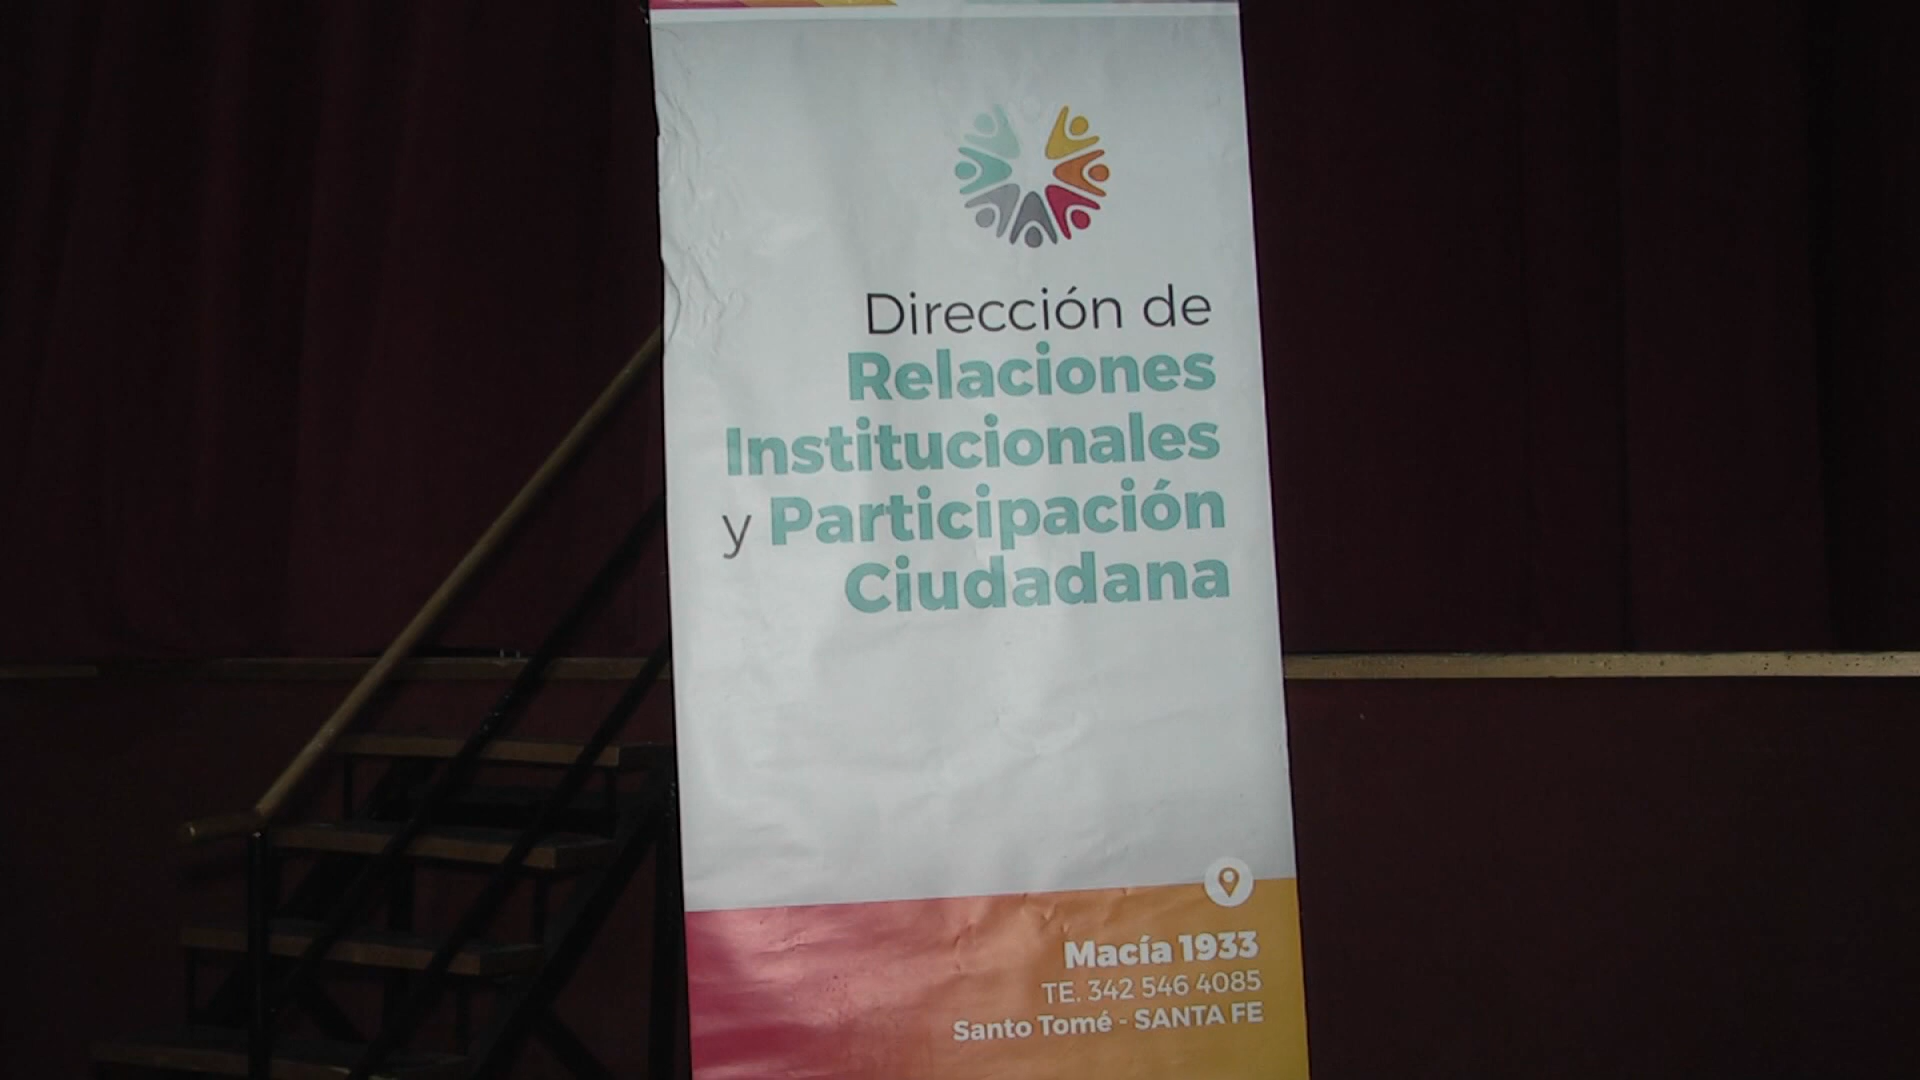 Dirección de
Relaciones
Institucionales
y Participación
Ciudadana
Macía 1933
TE. 342 546 4085
Santo Tomé - SANTA FE